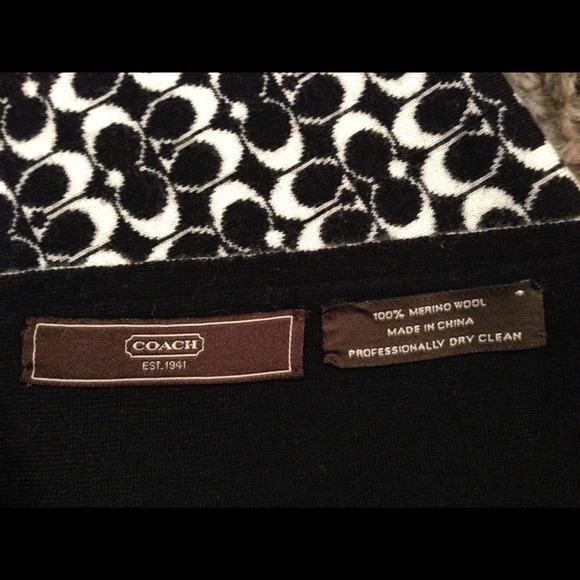 COACH
EST. 1941
100% MERINO WOOL
MADE IN CHINA
PROFESSIONALLY DRY CLEAN